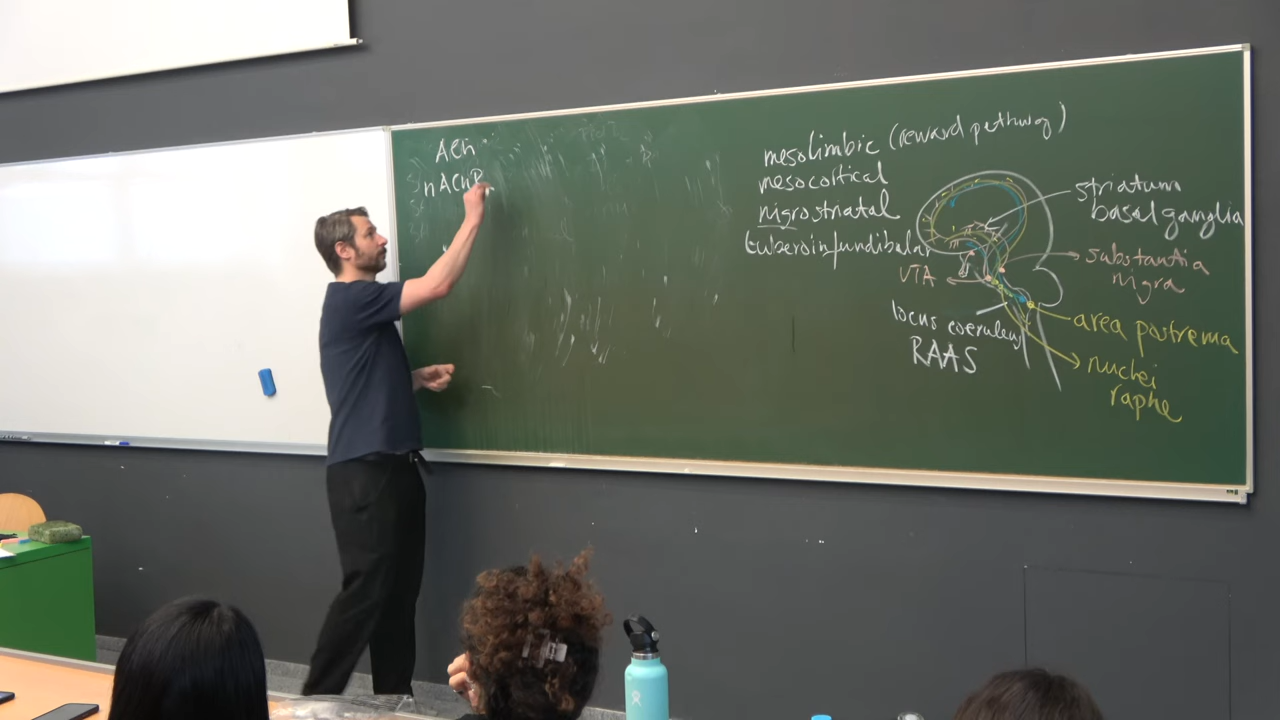 ACh
nAChR
mesolimbic (reward pathway)
mesocortical
nigrostriatal
tuberoinfundibular
striatum
basal ganglia
substantia
nigra
VTA
locus coeruleus
RAAS
area postrema
nuclei
raphe